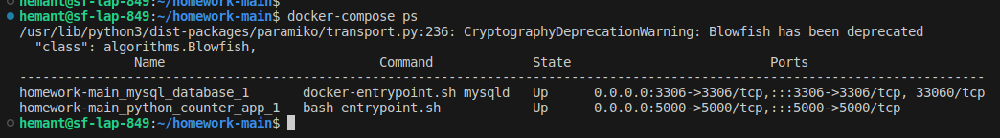 hemant@sf-lap-849:~/homework-main$
hemant@sf-lap-849:~/homework-main$ docker-compose ps
/usr/lib/python3/dist-packages/paramiko/transport.py:236: CryptographyDeprecationWarning: Blowfish has been deprecated
  "class": algorithms.Blowfish,
Name Command State Ports
--------------------------------------------------------------------------------------------------------------------------------
homework-main_mysql_database_1 docker-entrypoint.sh mysqld Up 0.0.0.0:3306->3306/tcp,:::3306->3306/tcp, 33060/tcp
homework-main_python_counter_app_1 bash entrypoint.sh Up 0.0.0.0:5000->5000/tcp,:::5000->5000/tcp
hemant@sf-lap-849:~/homework-main$